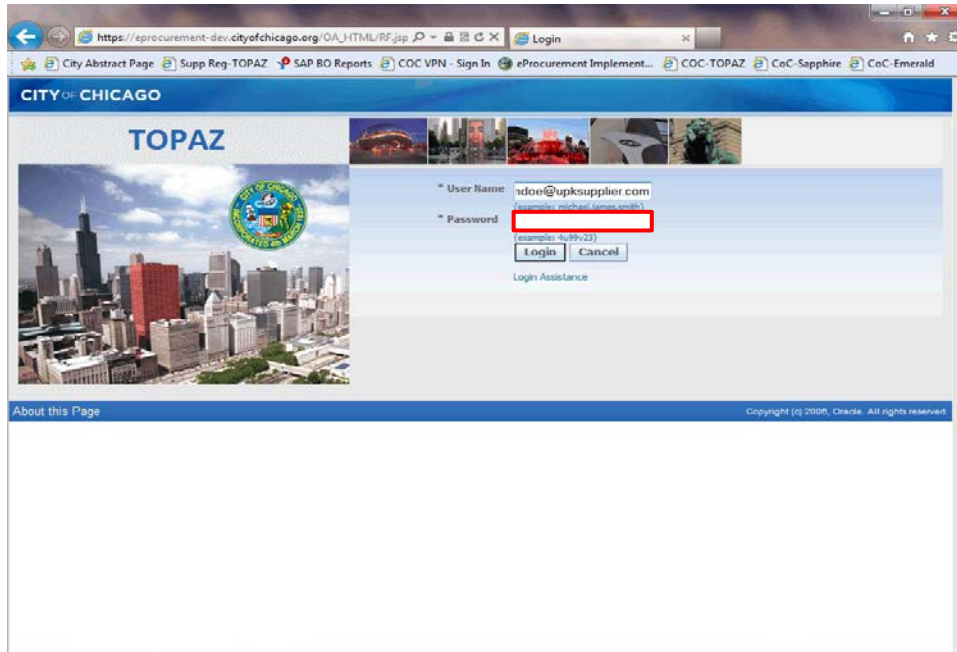 https://eprocurement-dev.cityofchicago.org/OA_HTML/RF.jsp
Login
City Abstract Page
Supp Reg-TOPAZ
SAP BO Reports
COC VPN - Sign In
eProcurement Implement...
COC-TOPAZ
CoC-Sapphire
CoC-Emerald
CITY OF CHICAGO
TOPAZ
* User Name
ndoe@upksupplier.com
(example: michael.james.smith)
* Password
(example: 4u99v23)
Login
Cancel
Login Assistance
About this Page
Copyright (c) 2006, Oracle. All rights reserved.